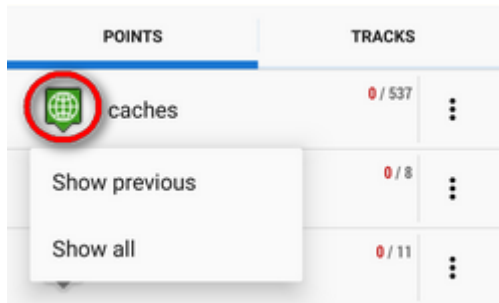 POINTS TRACKS
caches 0 / 537
Show previous 0 / 8
Show all 0 / 11